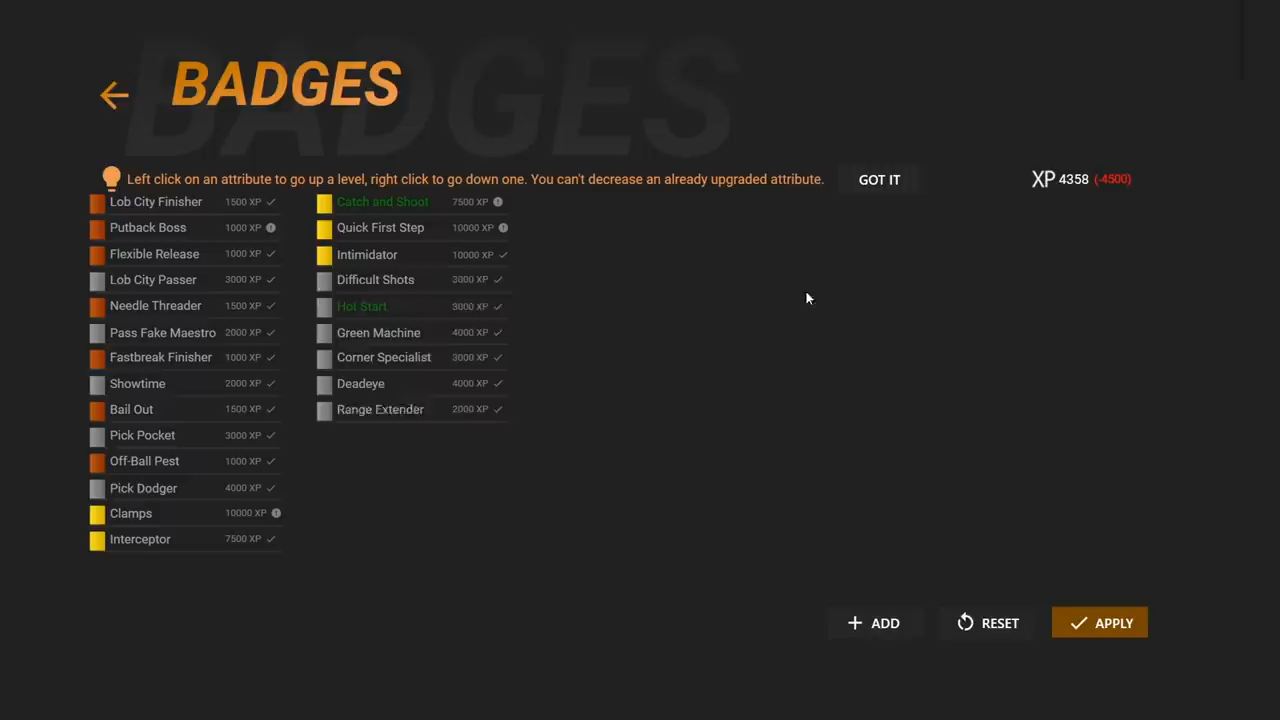 BADGES
BADGES
Left click on an attribute to go up a level, right click to go down one. You can't decrease an already upgraded attribute.
GOT IT
XP 4358 (-4500)
Lob City Finisher 1500 XP
Putback Boss 1000 XP
Flexible Release 1000 XP
Lob City Passer 3000 XP
Needle Threader 1500 XP
Pass Fake Maestro 2000 XP
Fastbreak Finisher 1000 XP
Showtime 2000 XP
Bail Out 1500 XP
Pick Pocket 3000 XP
Off-Ball Pest 1000 XP
Pick Dodger 4000 XP
Clamps 10000 XP
Interceptor 7500 XP
Catch and Shoot 7500 XP
Quick First Step 10000 XP
Intimidator 10000 XP
Difficult Shots 3000 XP
Hot Start 3000 XP
Green Machine 4000 XP
Corner Specialist 3000 XP
Deadeye 4000 XP
Range Extender 2000 XP
ADD
RESET
APPLY